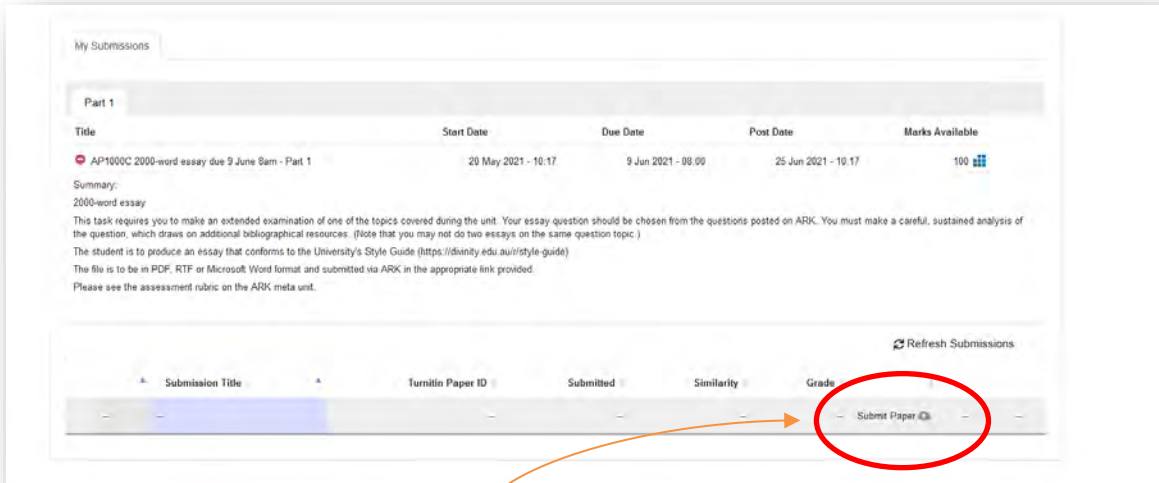 My Submissions
Part 1
Title Start Date Due Date Post Date Marks Available
AP1000C 2000-word essay due 9 June 8am - Part 1 20 May 2021 - 10:17 9 Jun 2021 - 08:00 25 Jun 2021 - 10:17 100
Summary:
2000-word essay
This task requires you to make an extended examination of one of the topics covered during the unit. Your essay question should be chosen from the questions posted on ARK. You must make a careful, sustained analysis of
the question, which draws on additional bibliographical resources. (Note that you may not do two essays on the same question topic.)
The student is to produce an essay that conforms to the University's Style Guide (https://divinity.edu.au/r/style-guide)
The file is to be in PDF, RTF or Microsoft Word format and submitted via ARK in the appropriate link provided.
Please see the assessment rubric on the ARK meta unit.
Refresh Submissions
Submission Title Turnitin Paper ID Submitted Similarity Grade
-- -- -- -- -- -- Submit Paper -- --